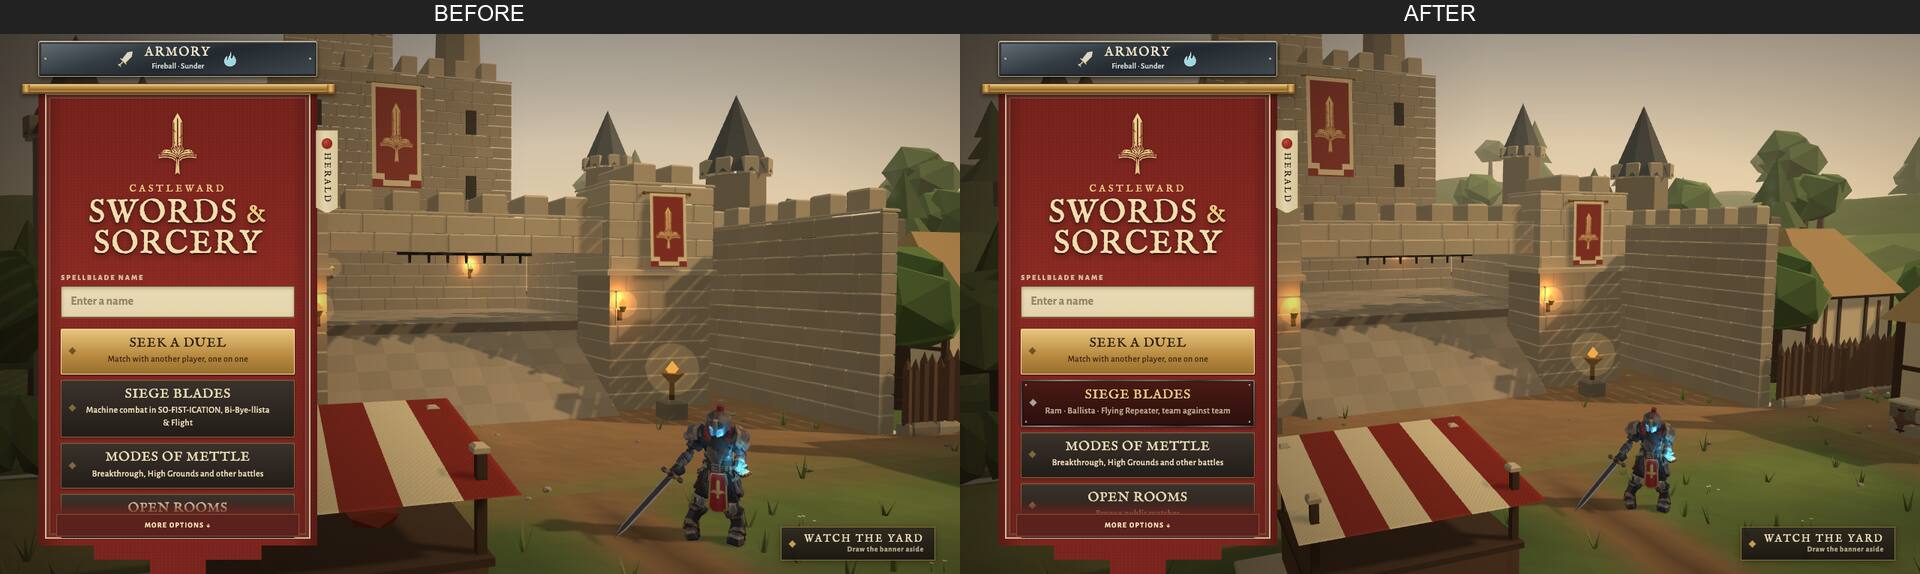 BEFORE
ARMORY
Fireball · Sunder
HERALD
CASTLEWARD
SWORDS &
SORCERY
SPELLBLADE NAME
Enter a name
SEEK A DUEL
Match with another player, one on one
SIEGE BLADES
Machine combat in SO-FIST-ICATION, Bi-Bye-llista
& Flight
MODES OF METTLE
Breakthrough, High Grounds and other battles
OPEN ROOMS
MORE OPTIONS ↓
WATCH THE YARD
Draw the banner aside
AFTER
ARMORY
Fireball · Sunder
HERALD
CASTLEWARD
SWORDS &
SORCERY
SPELLBLADE NAME
Enter a name
SEEK A DUEL
Match with another player, one on one
SIEGE BLADES
Ram · Ballista · Flying Repeater, team against team
MODES OF METTLE
Breakthrough, High Grounds and other battles
OPEN ROOMS
MORE OPTIONS ↓
WATCH THE YARD
Draw the banner aside